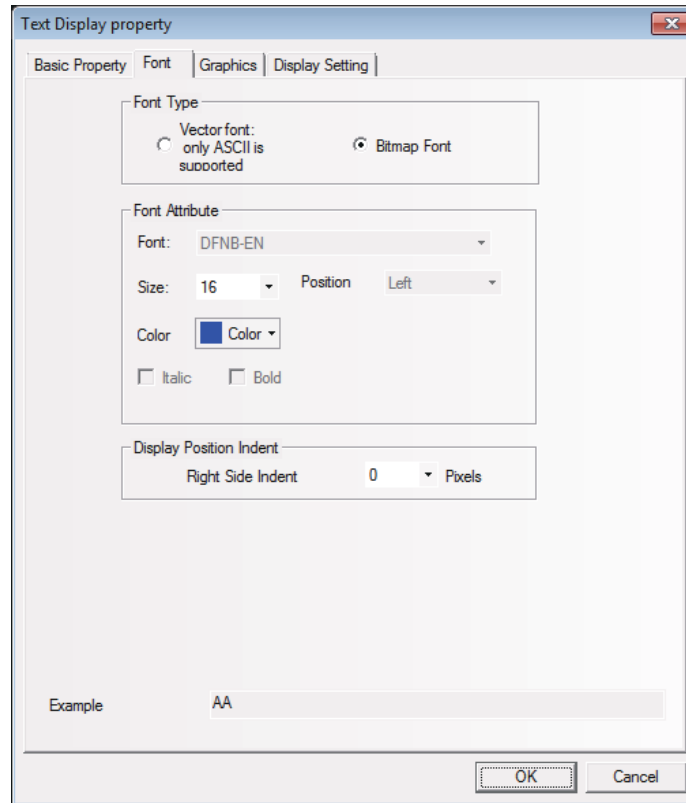 Text Display property
Basic Property Font Graphics Display Setting
Font Type
Vector font:
only ASCII is
supported
Bitmap Font
Font Attribute
Font: DFNB-EN
Size: 16 Position Left
Color Color
Italic Bold
Display Position Indent
Right Side Indent 0 Pixels
Example AA
OK Cancel